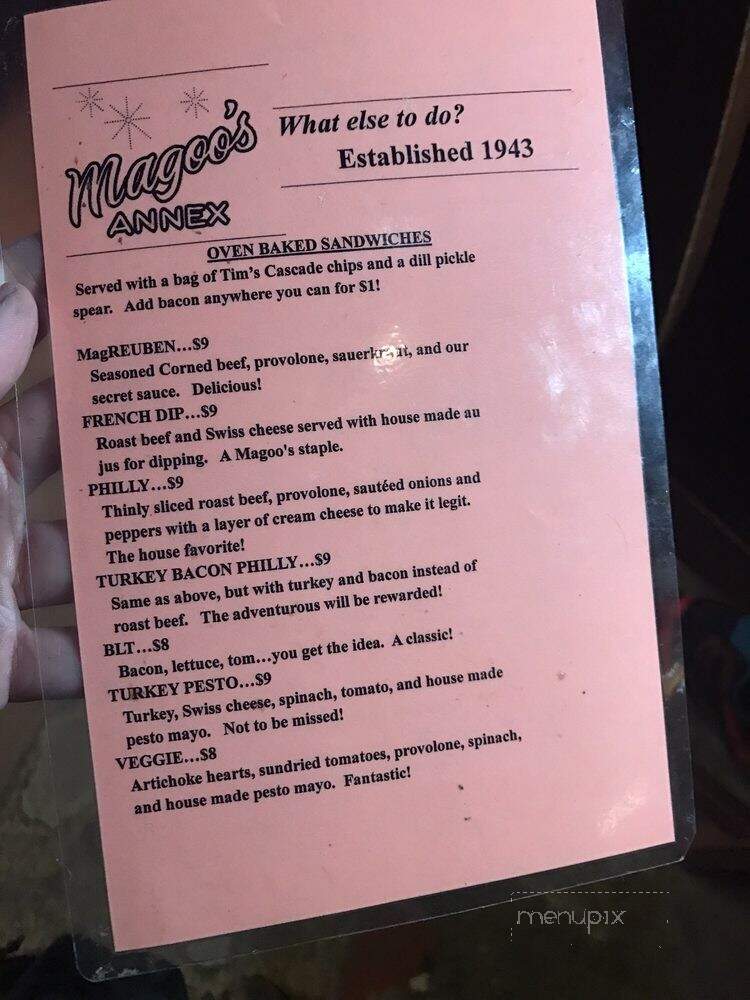 Magoo's
ANNEX
What else to do?
Established 1943
OVEN BAKED SANDWICHES
Served with a bag of Tim's Cascade chips and a dill pickle
spear. Add bacon anywhere you can for $1!
MagREUBEN...$9
Seasoned Corned beef, provolone, sauerkraut, and our
secret sauce. Delicious!
FRENCH DIP...$9
Roast beef and Swiss cheese served with house made au
jus for dipping. A Magoo's staple.
PHILLY...$9
Thinly sliced roast beef, provolone, sautéed onions and
peppers with a layer of cream cheese to make it legit.
The house favorite!
TURKEY BACON PHILLY...$9
Same as above, but with turkey and bacon instead of
roast beef. The adventurous will be rewarded!
BLT...$8
Bacon, lettuce, tom...you get the idea. A classic!
TURKEY PESTO...$9
Turkey, Swiss cheese, spinach, tomato, and house made
pesto mayo. Not to be missed!
VEGGIE...$8
Artichoke hearts, sundried tomatoes, provolone, spinach,
and house made pesto mayo. Fantastic!
menupix